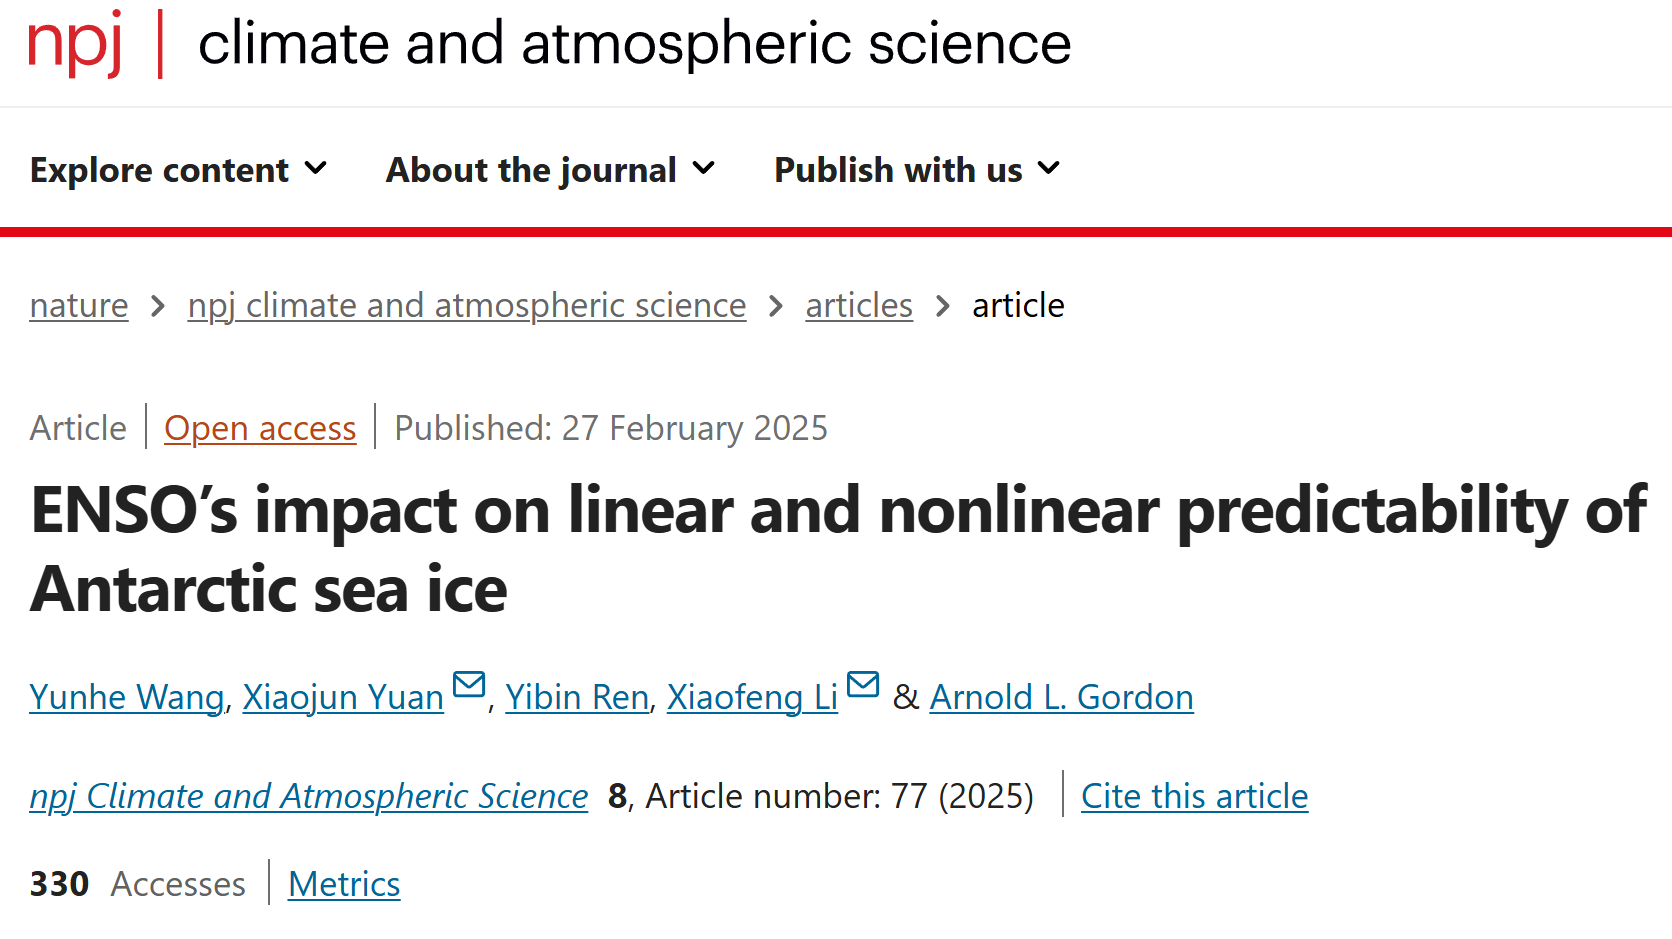 npj | climate and atmospheric science
Explore content About the journal Publish with us
nature > npj climate and atmospheric science > articles > article
Article | Open access | Published: 27 February 2025
ENSO’s impact on linear and nonlinear predictability of
Antarctic sea ice
Yunhe Wang, Xiaojun Yuan, Yibin Ren, Xiaofeng Li & Arnold L. Gordon
npj Climate and Atmospheric Science 8, Article number: 77 (2025) | Cite this article
330 Accesses | Metrics